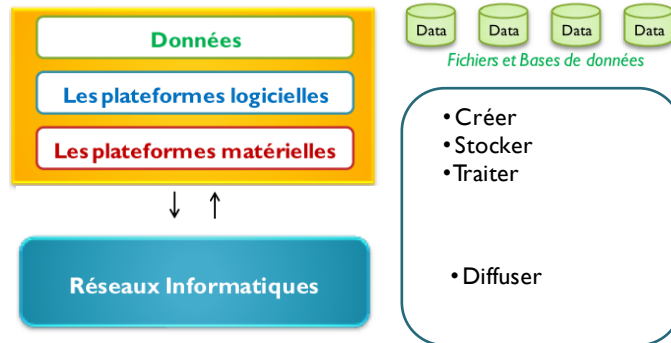 Données
Les plateformes logicielles
Les plateformes matérielles
Réseaux Informatiques
Data Data Data Data
Fichiers et Bases de données
• Créer
• Stocker
• Traiter
• Diffuser